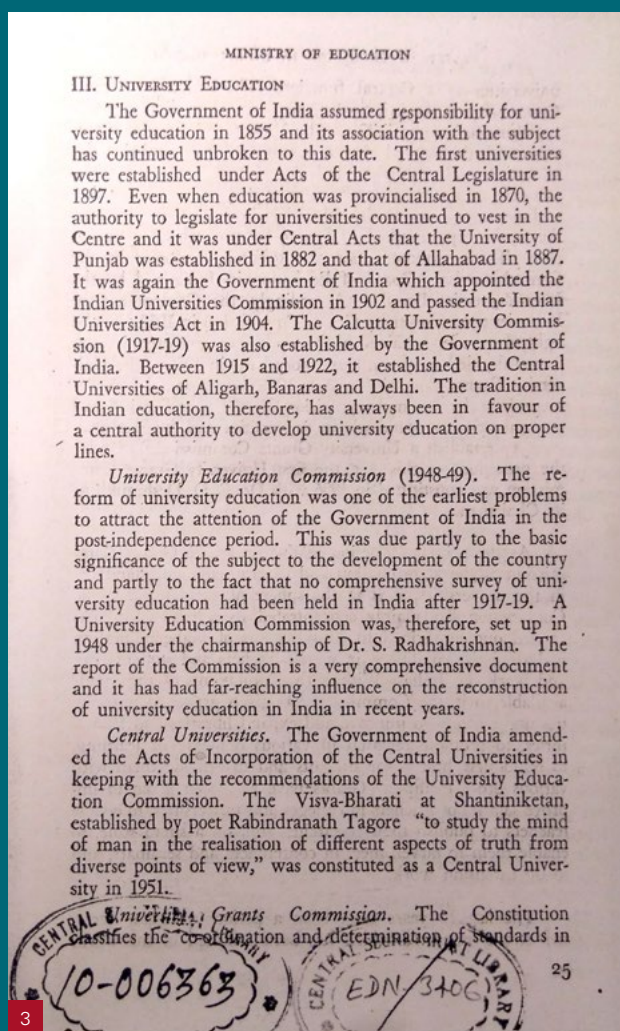 MINISTRY OF EDUCATION
III. UNIVERSITY EDUCATION
The Government of India assumed responsibility for uni-
versity education in 1855 and its association with the subject
has continued unbroken to this date. The first universities
were established under Acts of the Central Legislature in
1897. Even when education was provincialised in 1870, the
authority to legislate for universities continued to vest in the
Centre and it was under Central Acts that the University of
Punjab was established in 1882 and that of Allahabad in 1887.
It was again the Government of India which appointed the
Indian Universities Commission in 1902 and passed the Indian
Universities Act in 1904. The Calcutta University Commis-
sion (1917-19) was also established by the Government of
India. Between 1915 and 1922, it established the Central
Universities of Aligarh, Banaras and Delhi. The tradition in
Indian education, therefore, has always been in favour of
a central authority to develop university education on proper
lines.
University Education Commission (1948-49). The re-
form of university education was one of the earliest problems
to attract the attention of the Government of India in the
post-independence period. This was due partly to the basic
significance of the subject to the development of the country
and partly to the fact that no comprehensive survey of uni-
versity education had been held in India after 1917-19. A
University Education Commission was, therefore, set up in
1948 under the chairmanship of Dr. S. Radhakrishnan. The
report of the Commission is a very comprehensive document
and it has had far-reaching influence on the reconstruction
of university education in India in recent years.
Central Universities. The Government of India amend-
ed the Acts of Incorporation of the Central Universities in
keeping with the recommendations of the University Educa-
tion Commission. The Visva-Bharati at Shantiniketan,
established by poet Rabindranath Tagore "to study the mind
of man in the realisation of different aspects of truth from
diverse points of view," was constituted as a Central Univer-
sity in 1951.
Grants Commission. The Constitution
classifies the co-ordination and determination of standards in
25
CENTRAL
10-006363
CENTRAL LIBRARY
EDN-3406
3